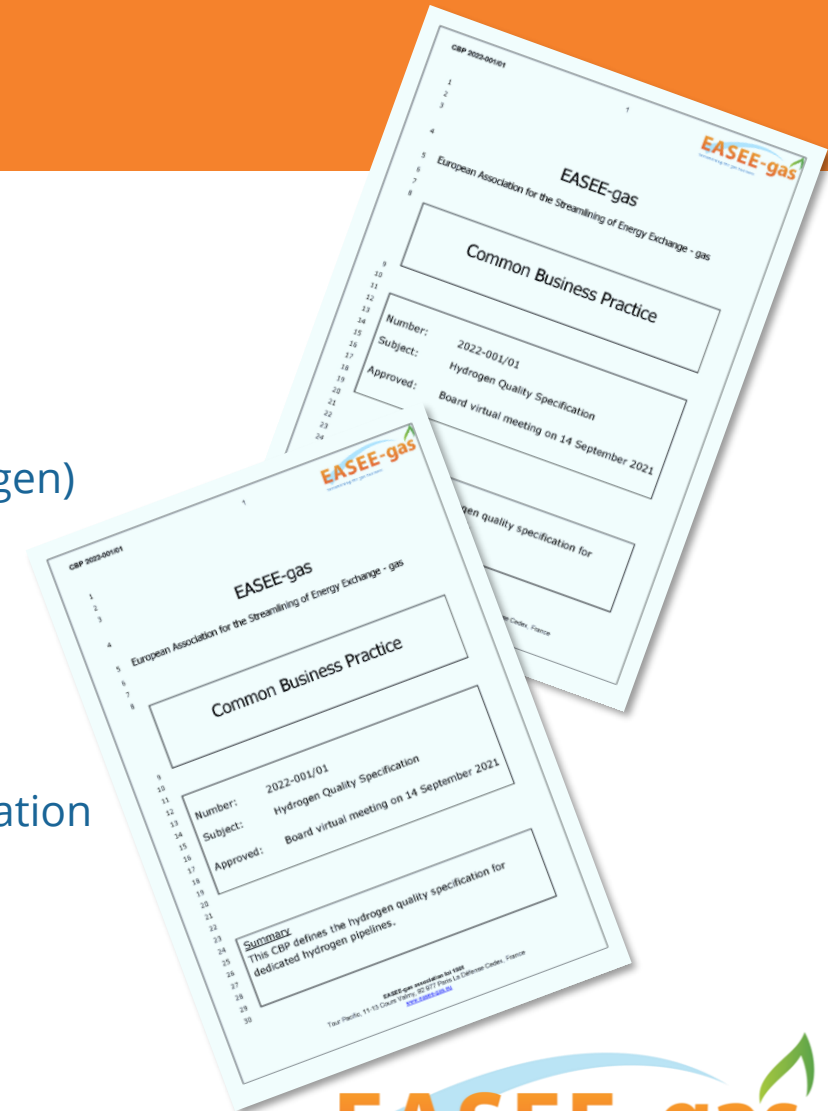 CBP 2022-001/01
1
1
2
3
EASEE-gas
4
EASEE-gas
5
European Association for the Streamlining of Energy Exchange - gas
6
7
8
Common Business Practice
9
10
11
12
13
Number: 2022-001/01
14
15
Subject: Hydrogen Quality Specification
16
17
18
Approved: Board virtual meeting on 14 September 2021
19
20
21
22
23
24
gen quality specification for
Cedex, France
gen)
ation
CBP 2022-001/01
1
1
2
3
EASEE-gas
4
EASEE-gas
5
European Association for the Streamlining of Energy Exchange - gas
6
7
8
Common Business Practice
9
10
11
12
13
Number: 2022-001/01
14
15
Subject: Hydrogen Quality Specification
16
17
Approved: Board virtual meeting on 14 September 2021
18
19
20
21
22
23
24
Summary
25
This CBP defines the hydrogen quality specification for
26
dedicated hydrogen pipelines.
27
28
29
30
EASEE-gas association loi 1901
Tour Pacific, 11-13 Cours Valmy, 92 977 Paris La Défense Cedex, France
www.easee-gas.eu
EASEE-gas